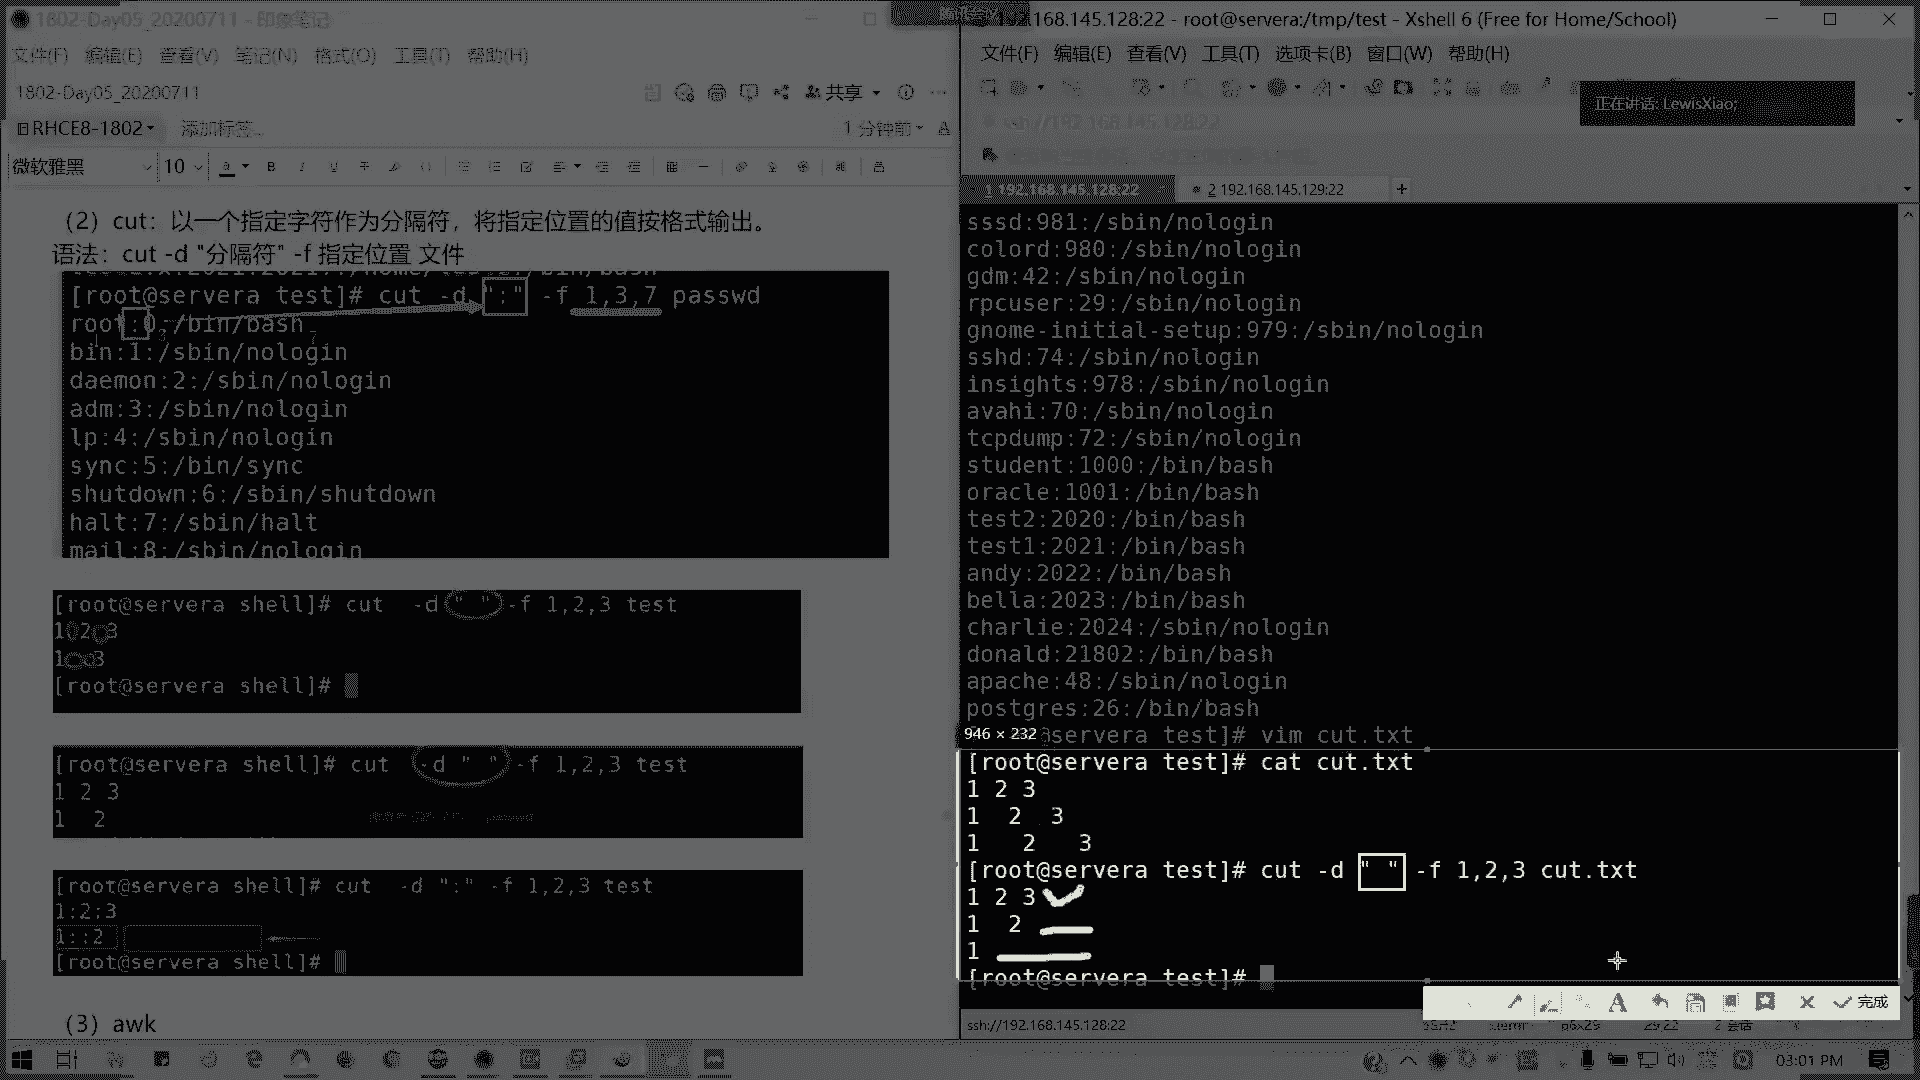 1802-Day05_20200711 - 印象笔记
文件(F) 编辑(E) 查看(V) 笔记(N) 格式(O) 工具(T) 帮助(H)
1802-Day05_20200711
共享
RHCE8-1802
添加标签...
1 分钟前
微软雅黑
10
（2）cut：以一个指定字符作为分隔符，将指定位置的值按格式输出。
语法：cut -d "分隔符" -f 指定位置 文件
[root@servera test]# cut -d ":" -f 1,3,7 passwd
root:0:/bin/bash
bin:1:/sbin/nologin
daemon:2:/sbin/nologin
adm:3:/sbin/nologin
lp:4:/sbin/nologin
sync:5:/bin/sync
shutdown:6:/sbin/shutdown
halt:7:/sbin/halt
mail:8:/sbin/nologin
[root@servera shell]# cut  -d " " -f 1,2,3 test
[root@servera shell]#
[root@servera shell]# cut  -d " " -f 1,2,3 test
1 2 3
1  2
[root@servera shell]# cut  -d ":" -f 1,2,3 test
1:2:3
1::2
[root@servera shell]#
（3）awk
192.168.145.128:22 - root@servera:/tmp/test - Xshell 6 (Free for Home/School)
文件(F) 编辑(E) 查看(V) 工具(T) 选项卡(B) 窗口(W) 帮助(H)
正在讲话: LewisXiao;
ssh://192.168.145.128:22
1 192.168.145.128:22
2 192.168.145.129:22
sssd:981:/sbin/nologin
colord:980:/sbin/nologin
gdm:42:/sbin/nologin
rpcuser:29:/sbin/nologin
gnome-initial-setup:979:/sbin/nologin
sshd:74:/sbin/nologin
insights:978:/sbin/nologin
avahi:70:/sbin/nologin
tcpdump:72:/sbin/nologin
student:1000:/bin/bash
oracle:1001:/bin/bash
test2:2020:/bin/bash
test1:2021:/bin/bash
andy:2022:/bin/bash
bella:2023:/bin/bash
charlie:2024:/sbin/nologin
donald:21802:/bin/bash
apache:48:/sbin/nologin
postgres:26:/bin/bash
946 × 232
@servera test]# vim cut.txt
[root@servera test]# cat cut.txt
1 2 3
1  2  3
1   2   3
[root@servera test]# cut -d " " -f 1,2,3 cut.txt
1 2 3
1  2
1
[root@servera test]#
完成
ssh://192.168.145.128:22
03:01 PM